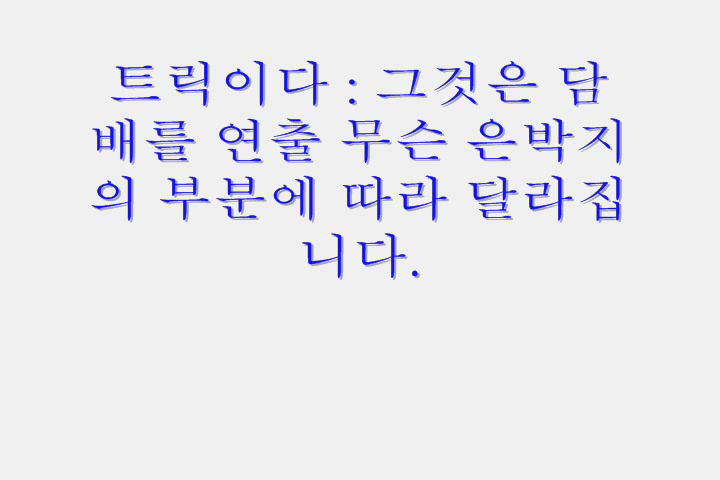 트릭이다 : 그것은 담
배를 연출 무슨 은박지
의 부분에 따라 달라집
니다.